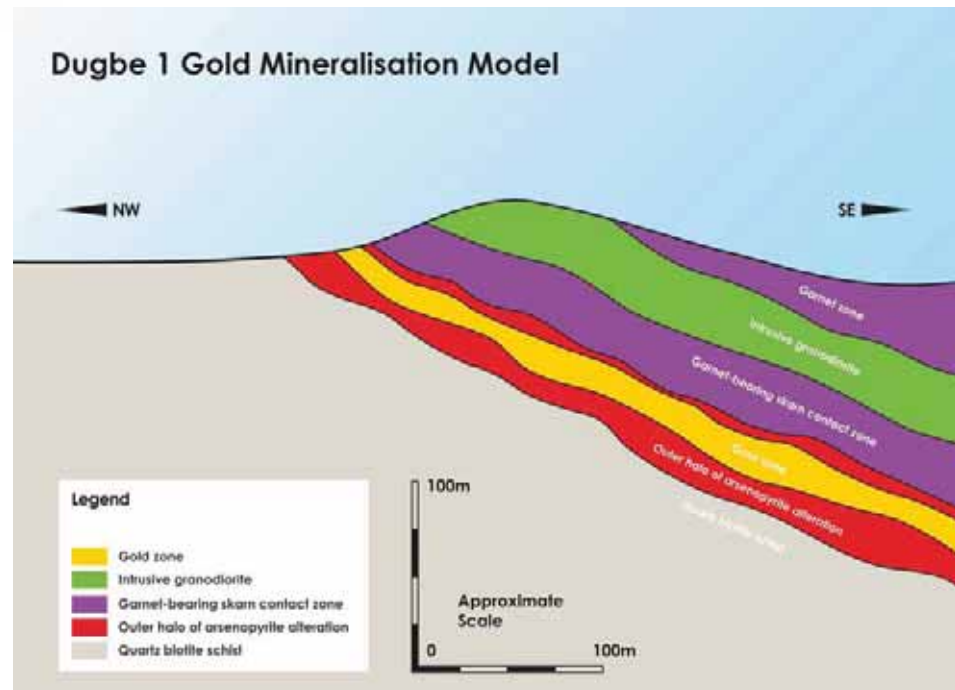 Dugbe 1 Gold Mineralisation Model
NW
SE
Garnet zone
Intrusive granodiorite
Garnet-bearing skarn contact zone
Gold zone
Outer halo of arsenopyrite alteration
Quartz biotite schist
Legend
Gold zone
Intrusive granodiorite
Garnet-bearing skarn contact zone
Outer halo of arsenopyrite alteration
Quartz biotite schist
100m
Approximate
Scale
0
100m